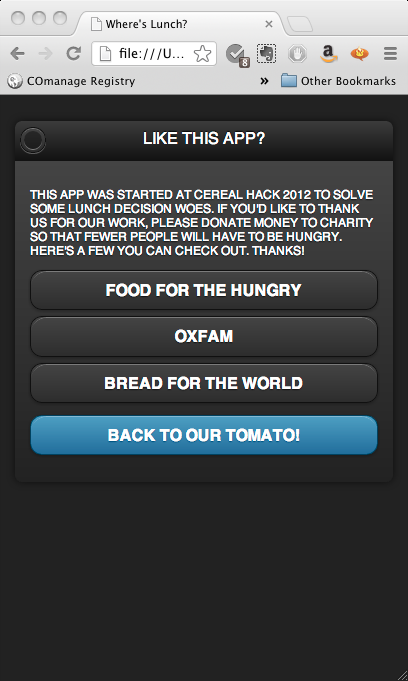 Where's Lunch?
file:///U...
8
a
COmanage Registry
» Other Bookmarks
LIKE THIS APP?
THIS APP WAS STARTED AT CEREAL HACK 2012 TO SOLVE
SOME LUNCH DECISION WOES. IF YOU'D LIKE TO THANK
US FOR OUR WORK, PLEASE DONATE MONEY TO CHARITY
SO THAT FEWER PEOPLE WILL HAVE TO BE HUNGRY.
HERE'S A FEW YOU CAN CHECK OUT. THANKS!
FOOD FOR THE HUNGRY
OXFAM
BREAD FOR THE WORLD
BACK TO OUR TOMATO!